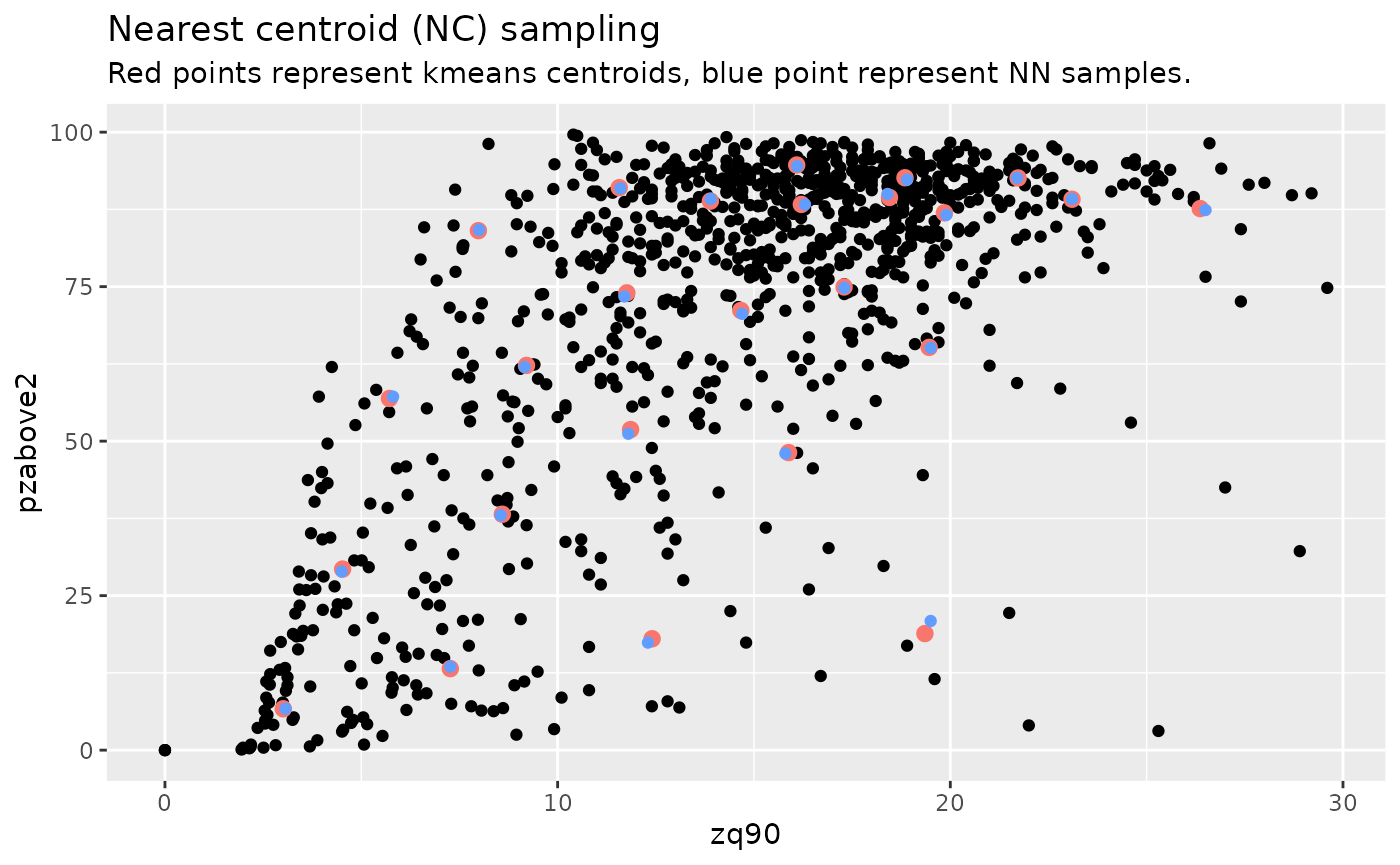 Nearest centroid (NC) sampling
Red points represent kmeans centroids, blue point represent NN samples.
100
75
50
25
0
pzabove2
0 10 20 30
zq90